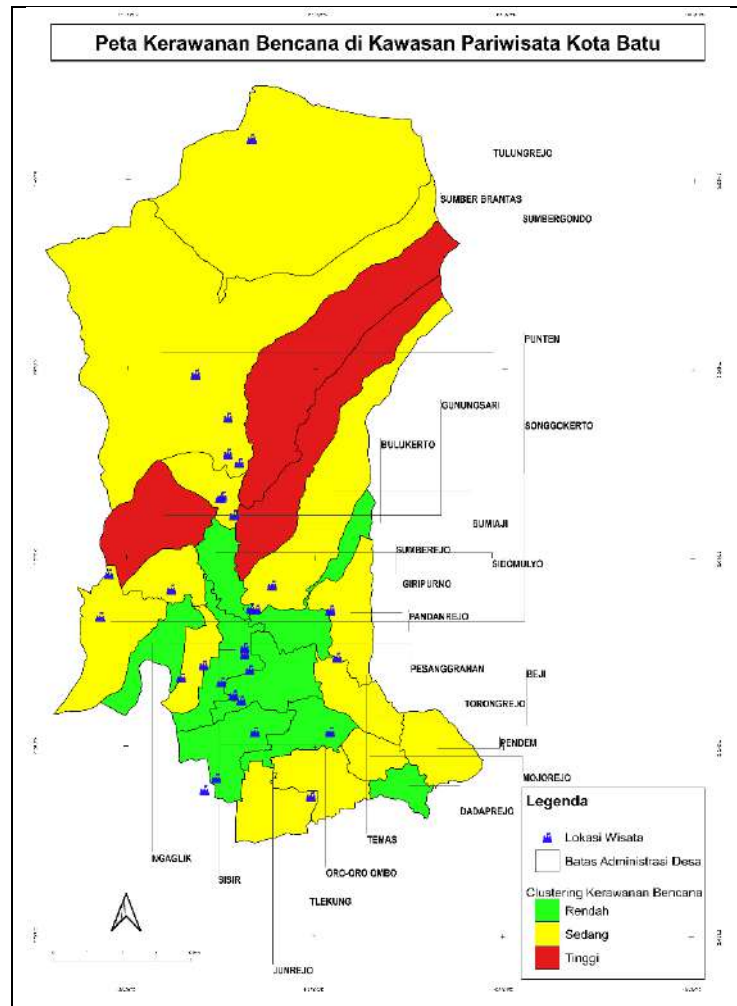 Peta Kerawanan Bencana di Kawasan Pariwisata Kota Batu
TULUNGREJO
SUMBER BRANTAS
SUMBERGONDO
PUNTEN
GUNUNGSARI
SONGGOKERTO
BULUKERTO
BUMIAJI
SUMBEREJO
SIDOMULYO
GIRIPURNO
PANDANREJO
PESANGGRAHAN
BEJI
TORONGREJO
PENDEM
MOJOREJO
DADAPREJO
TEMAS
NGAGLIK
ORO-ORO OMBO
SISIR
TLEKUNG
JUNREJO
Legenda
Lokasi Wisata
Batas Administrasi Desa
Clustering Kerawanan Bencana
Rendah
Sedang
Tinggi